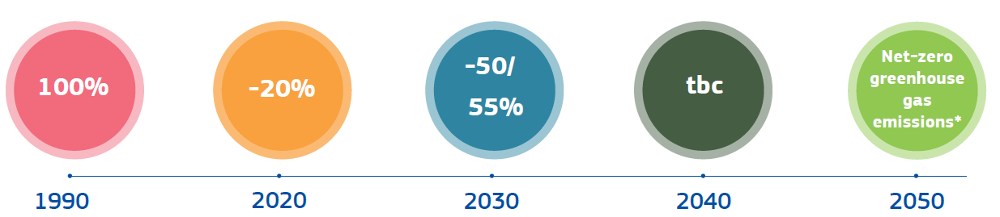 100%
–20%
–50/
55%
tbc
Net–zero
greenhouse
gas
emissions*
1990
2020
2030
2040
2050